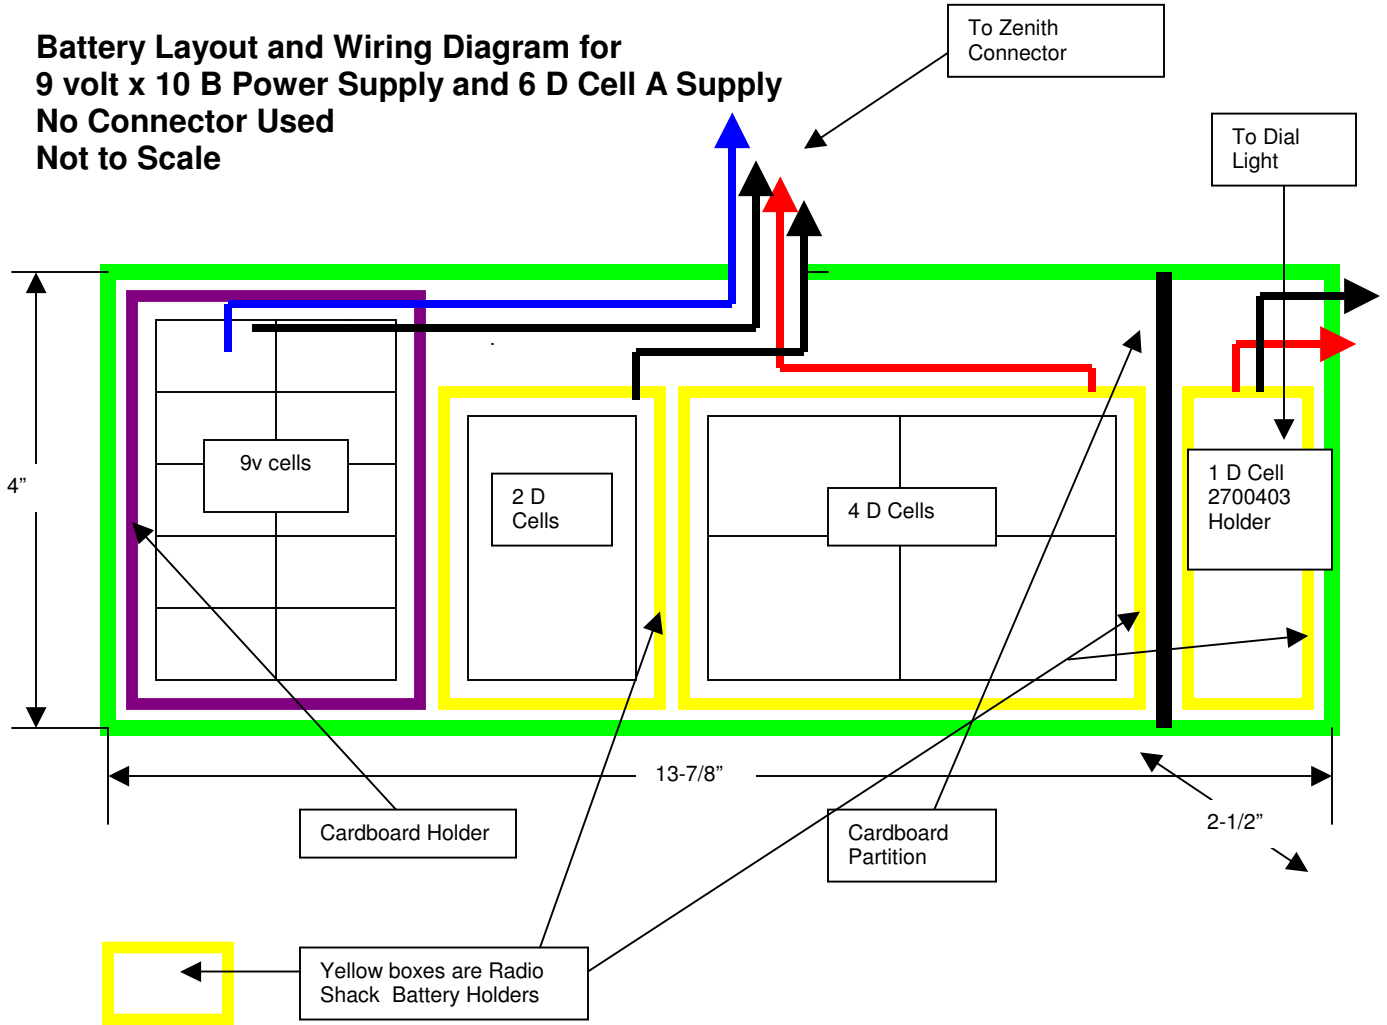 Battery Layout and Wiring Diagram for
9 volt x 10 B Power Supply and 6 D Cell A Supply
No Connector Used
Not to Scale
To Zenith
Connector
To Dial
Light
9v cells
2 D
Cells
4 D Cells
1 D Cell
2700403
Holder
4”
13-7/8”
2-1/2”
Cardboard Holder
Cardboard
Partition
Yellow boxes are Radio
Shack  Battery Holders